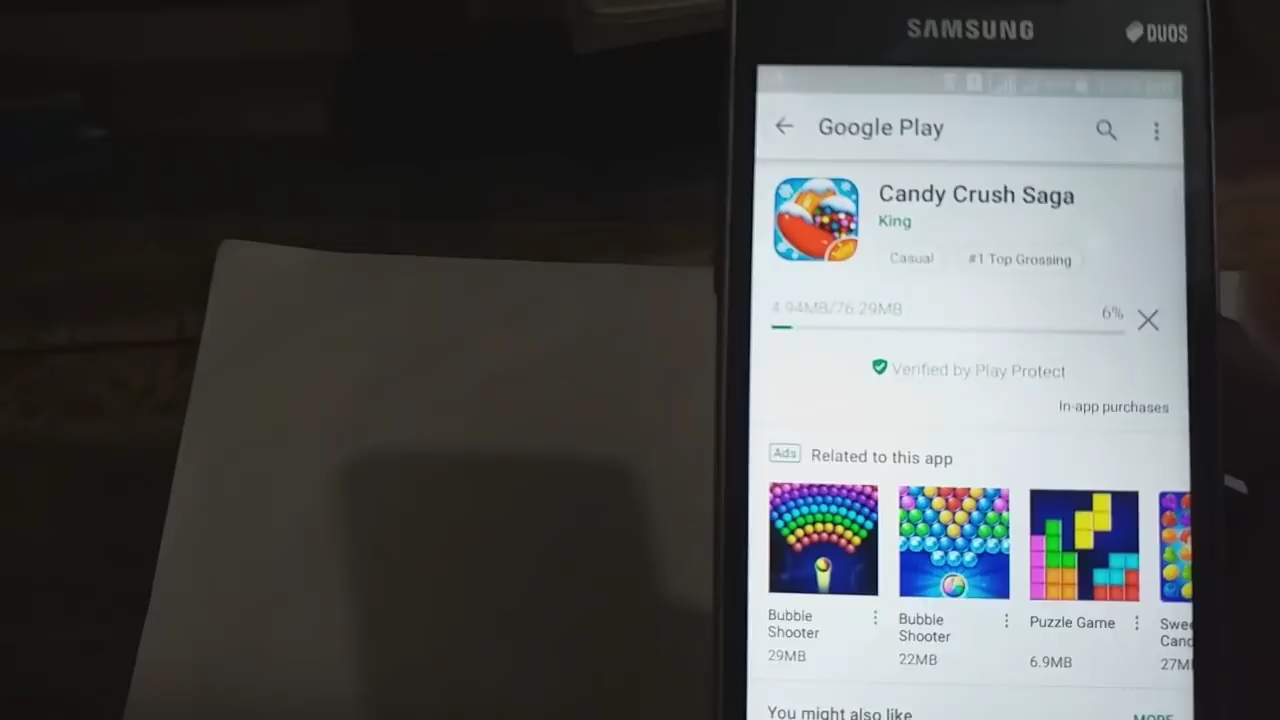 SAMSUNG
DUOS
Google Play
Candy Crush Saga
King
Casual
#1 Top Grossing
4.94MB/76.29MB
6%
Verified by Play Protect
In-app purchases
Ads
Related to this app
Bubble
Shooter
29MB
Bubble
Shooter
22MB
Puzzle Game
6.9MB
Swee
Canc
27M
You might also like
MORE